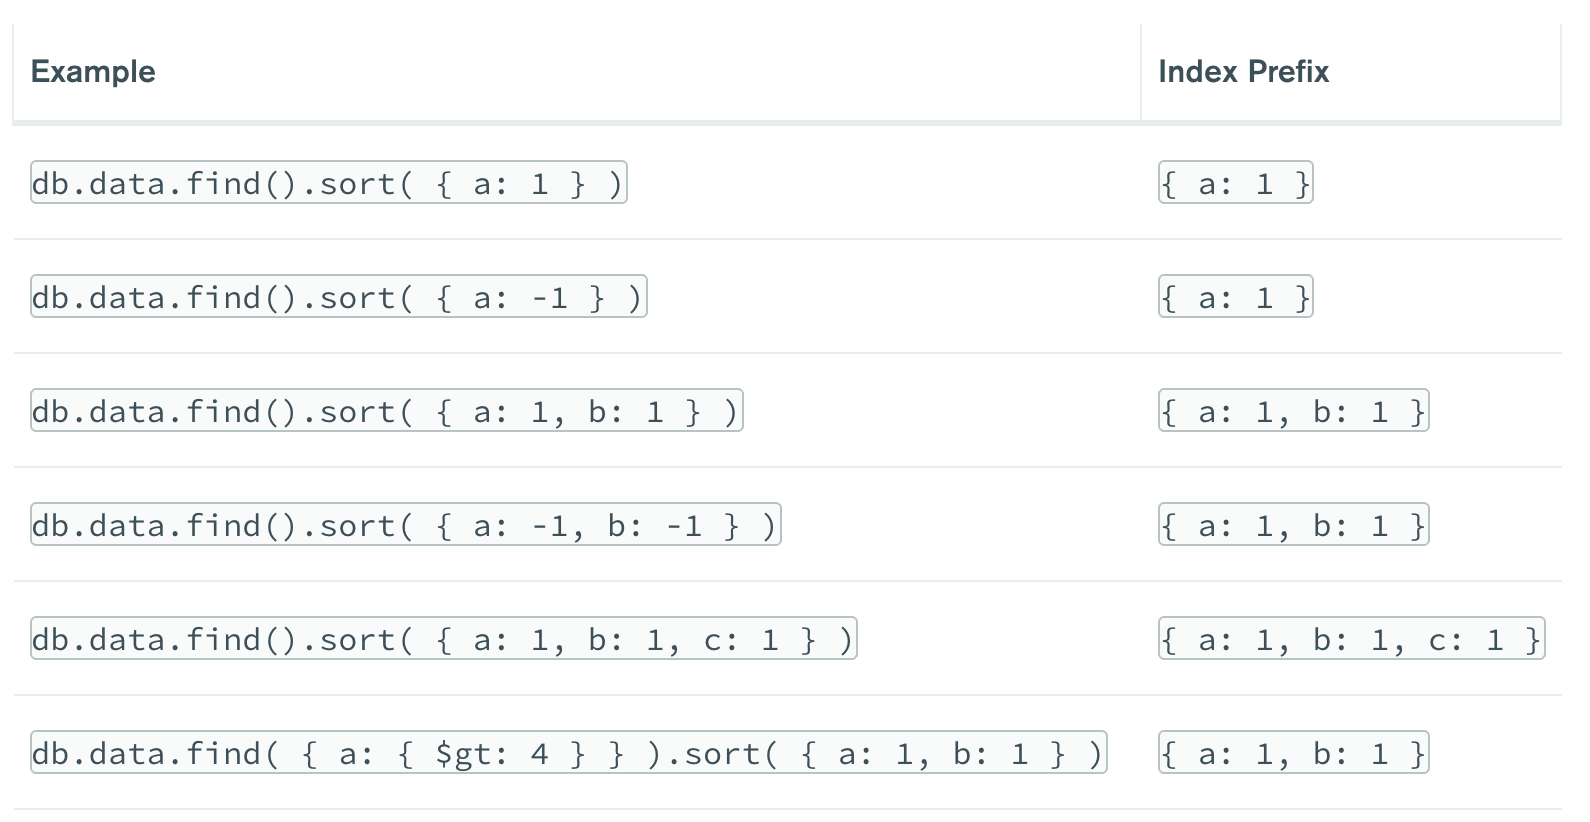 Example Index Prefix
db.data.find().sort( { a: 1 } ) { a: 1 }
db.data.find().sort( { a: -1 } ) { a: 1 }
db.data.find().sort( { a: 1, b: 1 } ) { a: 1, b: 1 }
db.data.find().sort( { a: -1, b: -1 } ) { a: 1, b: 1 }
db.data.find().sort( { a: 1, b: 1, c: 1 } ) { a: 1, b: 1, c: 1 }
db.data.find( { a: { $gt: 4 } } ).sort( { a: 1, b: 1 } ) { a: 1, b: 1 }